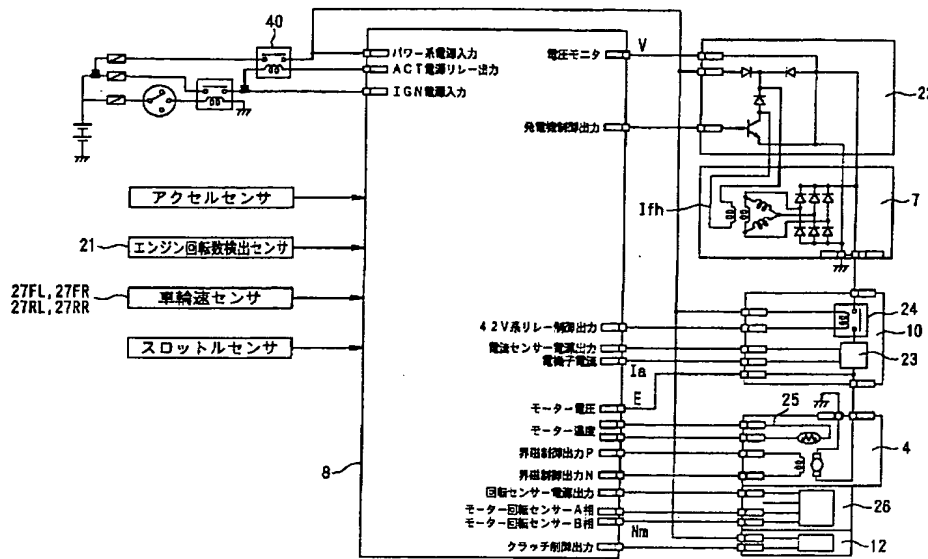 40
パワー系電源入力
ACT電源リレー出力
IGN電源入力
電圧モニタ
V
22
発電機制御出力
アクセルセンサ
Ifh
7
21
エンジン回転数検出センサ
27FL,27FR
27RL,27RR
車輪速センサ
スロットルセンサ
42V系リレー制御出力
24
10
電流センサー電源出力
電機子電流
Ia
23
E
モーター電圧
25
モーター温度
4
界磁制御出力P
8
界磁制御出力N
回転センサー電源出力
モーター回転センサーA相
26
モーター回転センサーB相
Nm
クラッチ制御出力
12